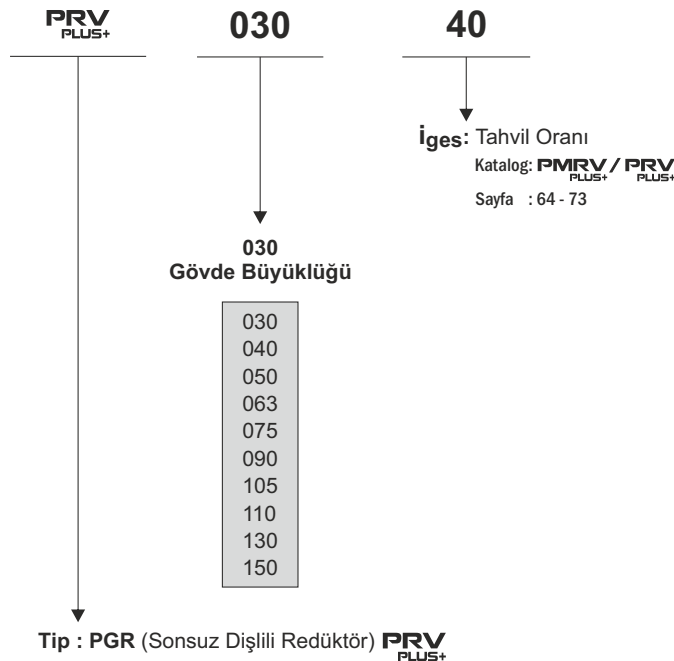 PRV PLUS+ 030 40
İges: Tahvil Oranı
Katalog: PMRV PLUS+ / PRV PLUS+
Sayfa : 64 - 73
030
Gövde Büyüklüğü
030
040
050
063
075
090
105
110
130
150
Tip : PGR (Sonsuz Dişlili Redüktör) PRV PLUS+